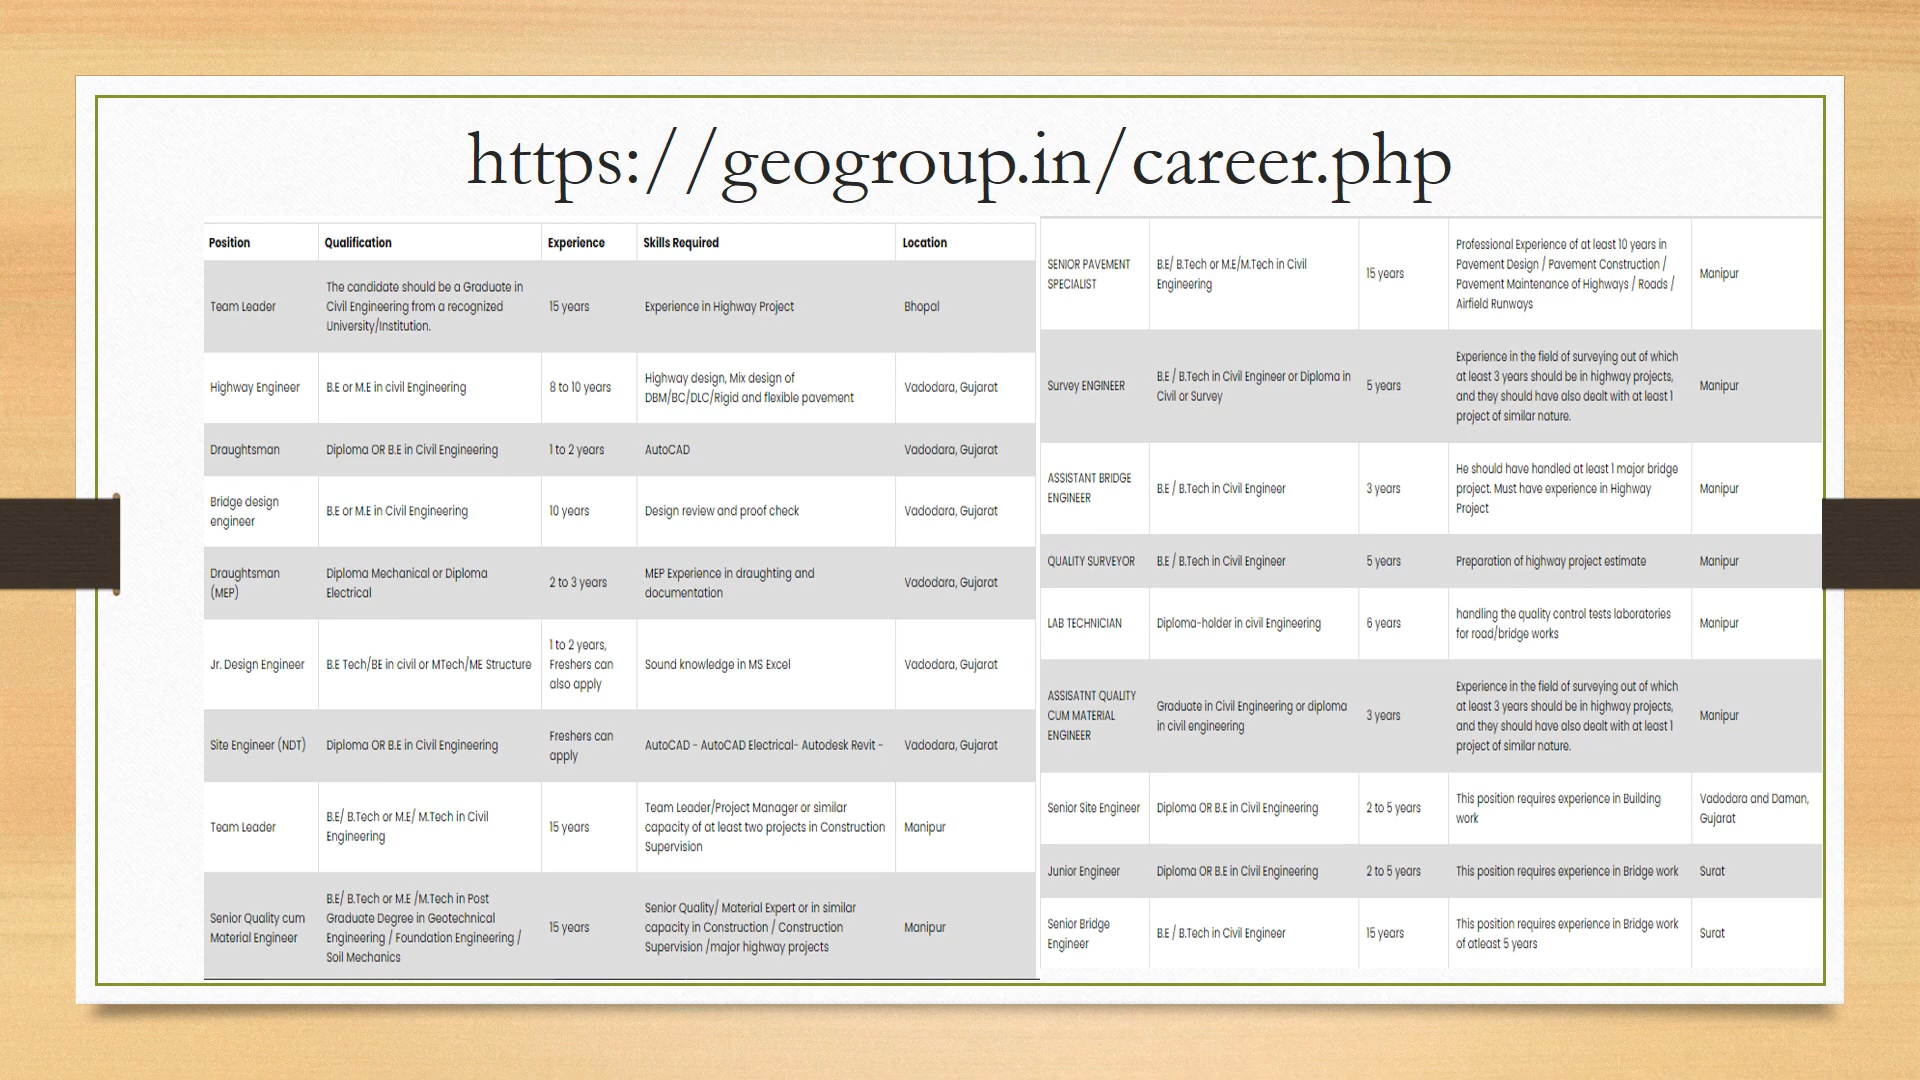 https://geogroup.in/career.php
Position Qualification Experience Skills Required Location
Team Leader
The candidate should be a Graduate in
Civil Engineering from a recognized
University/Institution.
15 years
Experience in Highway Project
Bhopal
Highway Engineer
B.E or M.E in civil Engineering
8 to 10 years
Highway design, Mix design of
DBM/BC/DLC/Rigid and flexible pavement
Vadodara, Gujarat
Draughtsman
Diploma OR B.E in Civil Engineering
1 to 2 years
AutoCAD
Vadodara, Gujarat
Bridge design
engineer
B.E or M.E in Civil Engineering
10 years
Design review and proof check
Vadodara, Gujarat
Draughtsman
(MEP)
Diploma Mechanical or Diploma
Electrical
2 to 3 years
MEP Experience in draughting and
documentation
Vadodara, Gujarat
Jr. Design Engineer
B.E Tech/BE in civil or MTech/ME Structure
1 to 2 years,
Freshers can
also apply
Sound knowledge in MS Excel
Vadodara, Gujarat
Site Engineer (NDT)
Diploma OR B.E in Civil Engineering
Freshers can
apply
AutoCAD - AutoCAD Electrical- Autodesk Revit -
Vadodara, Gujarat
Team Leader
B.E/ B.Tech or M.E/ M.Tech in Civil
Engineering
15 years
Team Leader/Project Manager or similar
capacity of at least two projects in Construction
Supervision
Manipur
Senior Quality cum
Material Engineer
B.E/ B.Tech or M.E /M.Tech in Post
Graduate Degree in Geotechnical
Engineering / Foundation Engineering /
Soil Mechanics
15 years
Senior Quality/ Material Expert or in similar
capacity in Construction / Construction
Supervision /major highway projects
Manipur
SENIOR PAVEMENT
SPECIALIST
B.E/ B.Tech or M.E/M.Tech in Civil
Engineering
15 years
Professional Experience of at least 10 years in
Pavement Design / Pavement Construction /
Pavement Maintenance of Highways / Roads /
Airfield Runways
Manipur
Survey ENGINEER
B.E / B.Tech in Civil Engineer or Diploma in
Civil or Survey
5 years
Experience in the field of surveying out of which
at least 3 years should be in highway projects,
and they should have also dealt with at least 1
project of similar nature.
Manipur
ASSISTANT BRIDGE
ENGINEER
B.E / B.Tech in Civil Engineer
3 years
He should have handled at least 1 major bridge
project. Must have experience in Highway
Project
Manipur
QUALITY SURVEYOR
B.E / B.Tech in Civil Engineer
5 years
Preparation of highway project estimate
Manipur
LAB TECHNICIAN
Diploma-holder in civil Engineering
6 years
handling the quality control tests laboratories
for road/bridge works
Manipur
ASSISATNT QUALITY
CUM MATERIAL
ENGINEER
Graduate in Civil Engineering or diploma
in civil engineering
3 years
Experience in the field of surveying out of which
at least 3 years should be in highway projects,
and they should have also dealt with at least 1
project of similar nature.
Manipur
Senior Site Engineer
Diploma OR B.E in Civil Engineering
2 to 5 years
This position requires experience in Building
work
Vadodara and Daman,
Gujarat
Junior Engineer
Diploma OR B.E in Civil Engineering
2 to 5 years
This position requires experience in Bridge work
Surat
Senior Bridge
Engineer
B.E / B.Tech in Civil Engineer
15 years
This position requires experience in Bridge work
of atleast 5 years
Surat